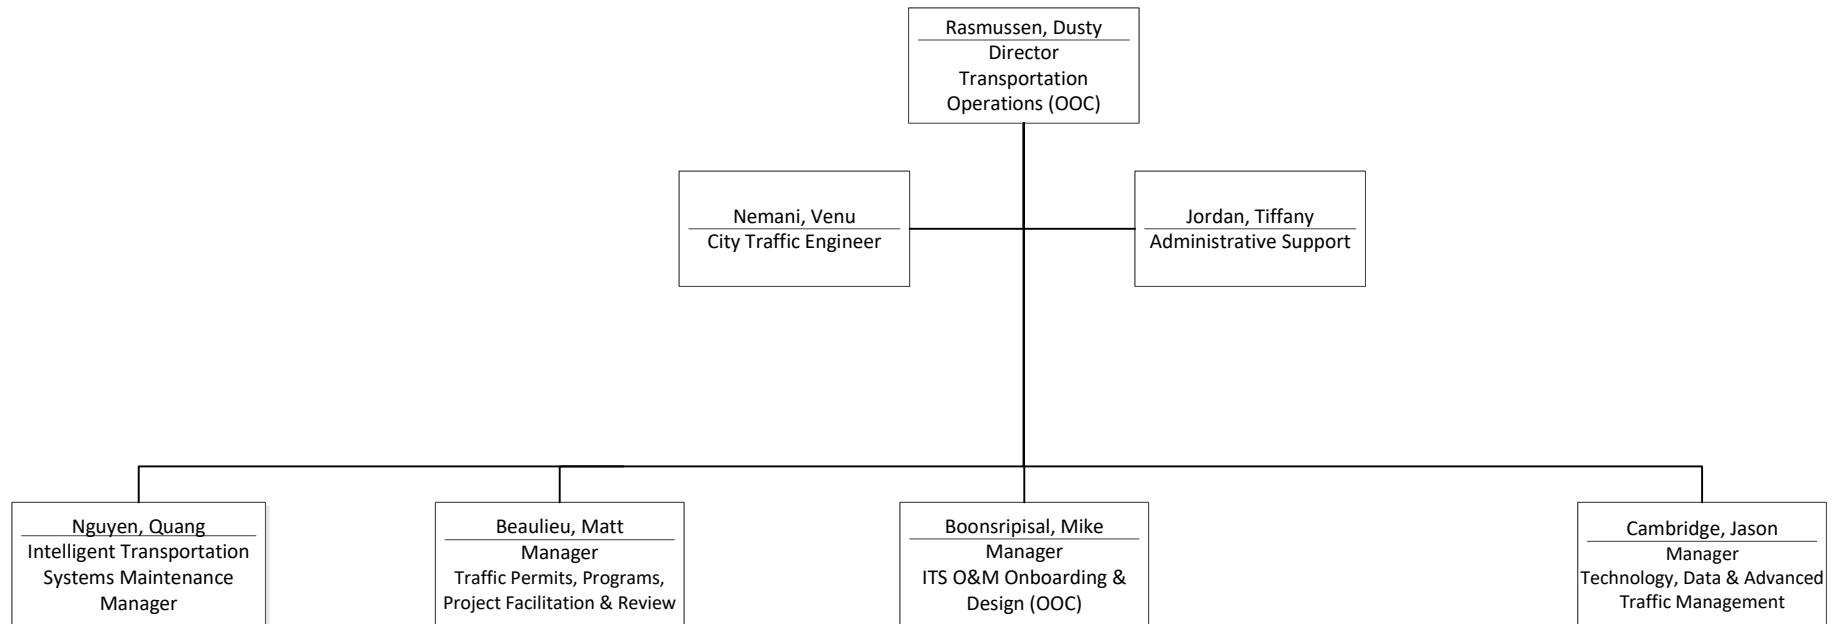 Rasmussen, Dusty
Director
Transportation
Operations (OOC)
Nemani, Venu
City Traffic Engineer
Jordan, Tiffany
Administrative Support
Nguyen, Quang
Intelligent Transportation
Systems Maintenance
Manager
Beaulieu, Matt
Manager
Traffic Permits, Programs,
Project Facilitation & Review
Boonsripisal, Mike
Manager
ITS O&M Onboarding &
Design (OOC)
Cambridge, Jason
Manager
Technology, Data & Advanced
Traffic Management